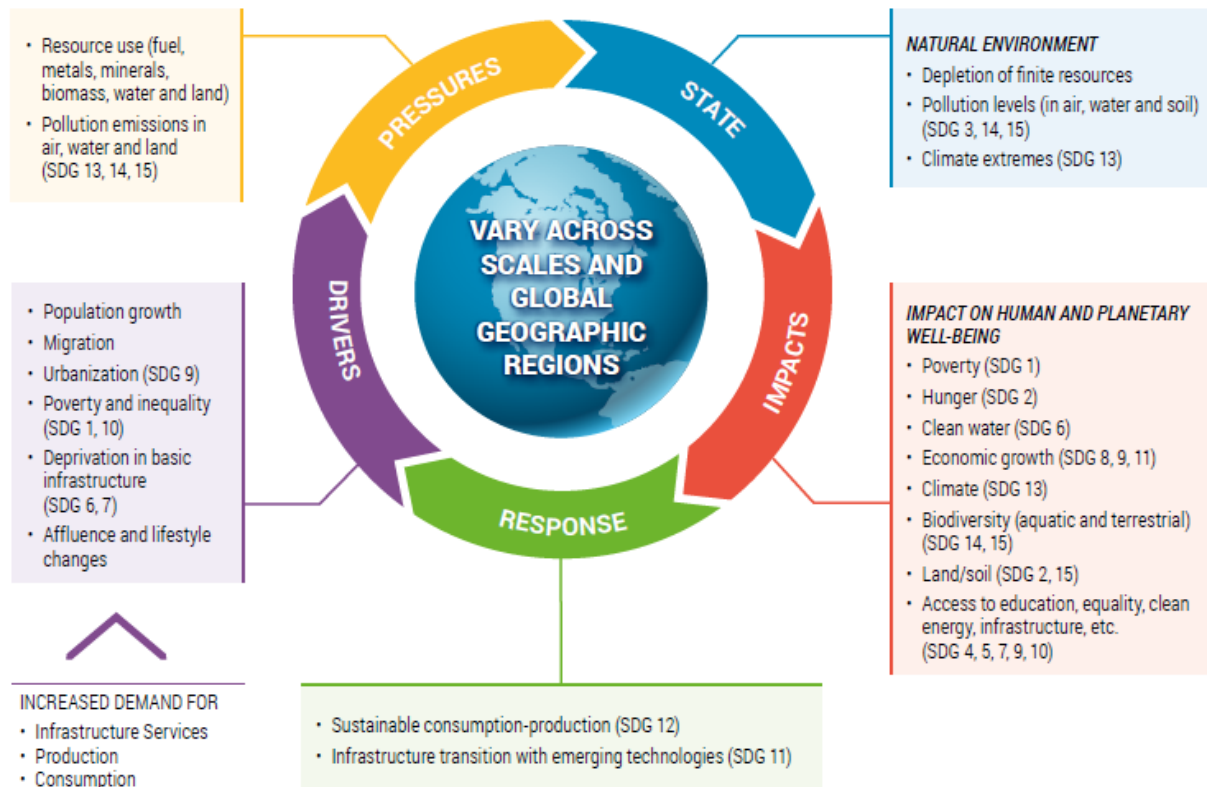 • Resource use (fuel,
metals, minerals,
biomass, water and land)
• Pollution emissions in
air, water and land
(SDG 13, 14, 15)
PRESSURES
STATE
NATURAL ENVIRONMENT
• Depletion of finite resources
• Pollution levels (in air, water and soil)
(SDG 3, 14, 15)
• Climate extremes (SDG 13)
VARY ACROSS
SCALES AND
GLOBAL
GEOGRAPHIC
REGIONS
DRIVERS
• Population growth
• Migration
• Urbanization (SDG 9)
• Poverty and inequality
(SDG 1, 10)
• Deprivation in basic
infrastructure
(SDG 6, 7)
• Affluence and lifestyle
changes
IMPACTS
IMPACT ON HUMAN AND PLANETARY
WELL-BEING
• Poverty (SDG 1)
• Hunger (SDG 2)
• Clean water (SDG 6)
• Economic growth (SDG 8, 9, 11)
• Climate (SDG 13)
• Biodiversity (aquatic and terrestrial)
(SDG 14, 15)
• Land/soil (SDG 2, 15)
• Access to education, equality, clean
energy, infrastructure, etc.
(SDG 4, 5, 7, 9, 10)
RESPONSE
INCREASED DEMAND FOR
• Infrastructure Services
• Production
• Consumption
• Sustainable consumption-production (SDG 12)
• Infrastructure transition with emerging technologies (SDG 11)